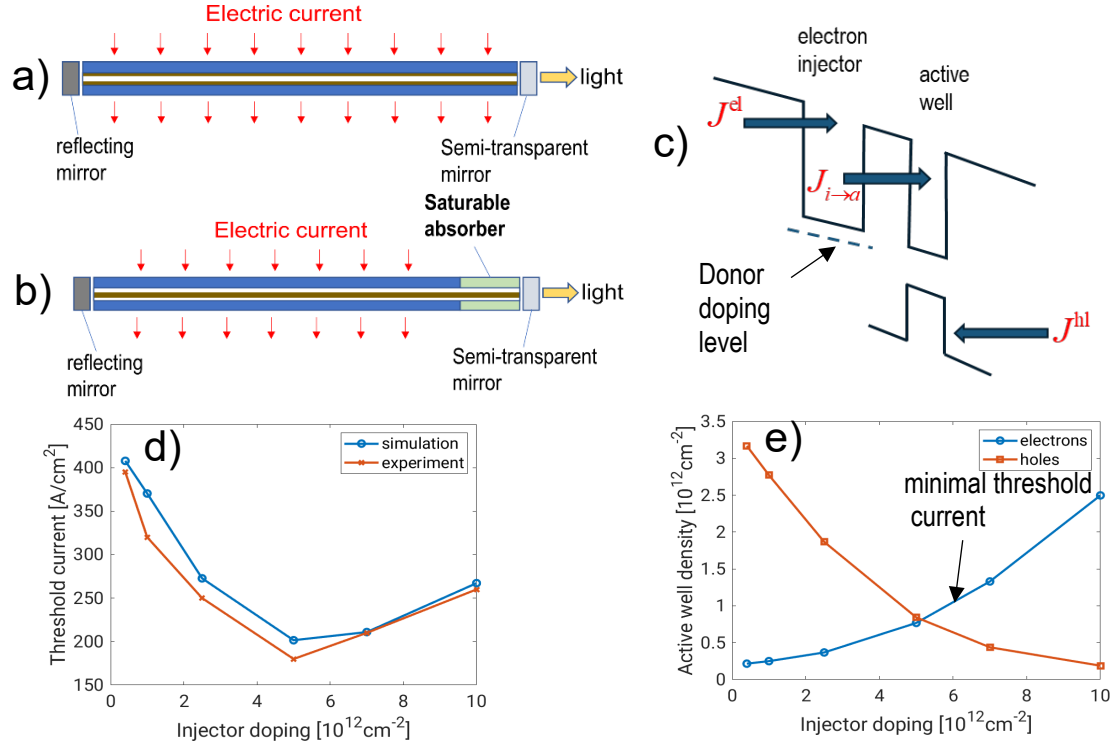 a)
Electric current
light
reflecting
mirror
Semi-transparent
mirror
b)
Electric current
Saturable
absorber
light
reflecting
mirror
Semi-transparent
mirror
c)
electron
injector
active
well
J^el
J_i→a
Donor
doping
level
J^hl
d)
simulation
experiment
Threshold current [A/cm²]
450
400
350
300
250
200
150
0
2
4
6
8
10
Injector doping [10¹²cm⁻²]
e)
electrons
holes
minimal threshold
current
Active well density [10¹²cm⁻²]
3.5
3
2.5
2
1.5
1
0.5
0
0
2
4
6
8
10
Injector doping [10¹²cm⁻²]